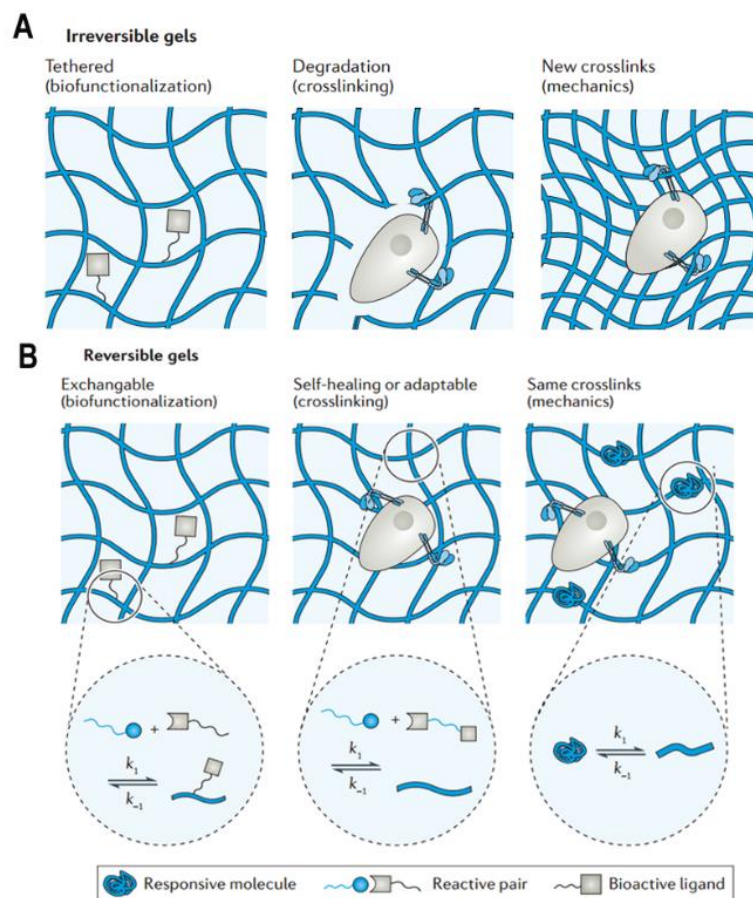 A
Irreversible gels
Tethered
(biofunctionalization)
Degradation
(crosslinking)
New crosslinks
(mechanics)
B
Reversible gels
Exchangable
(biofunctionalization)
Self-healing or adaptable
(crosslinking)
Same crosslinks
(mechanics)
+
k₁
k₋₁
+
k₁
k₋₁
k₁
k₋₁
Responsive molecule
Reactive pair
Bioactive ligand